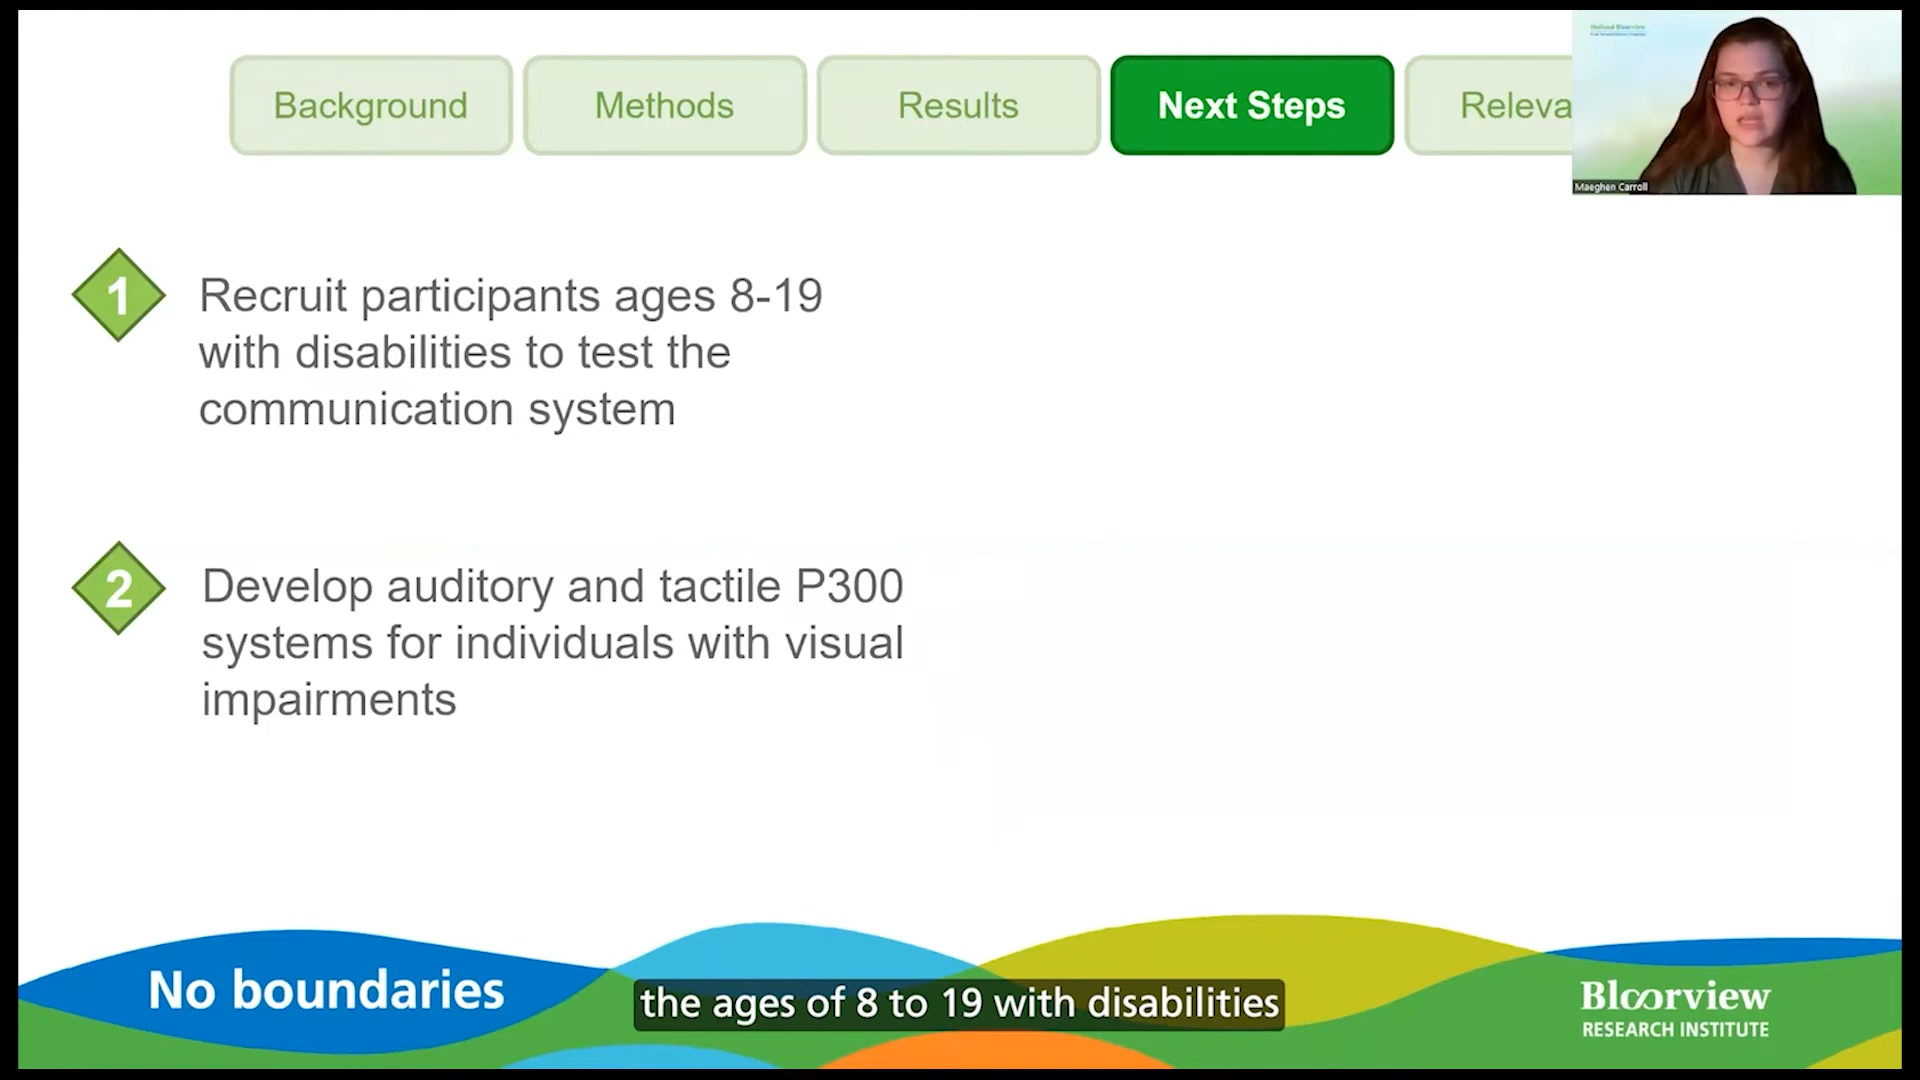 Background
Methods
Results
Next Steps
Releva
Maeghen Carroll
1
Recruit participants ages 8-19
with disabilities to test the
communication system
2
Develop auditory and tactile P300
systems for individuals with visual
impairments
No boundaries
the ages of 8 to 19 with disabilities
Bloorview
RESEARCH INSTITUTE